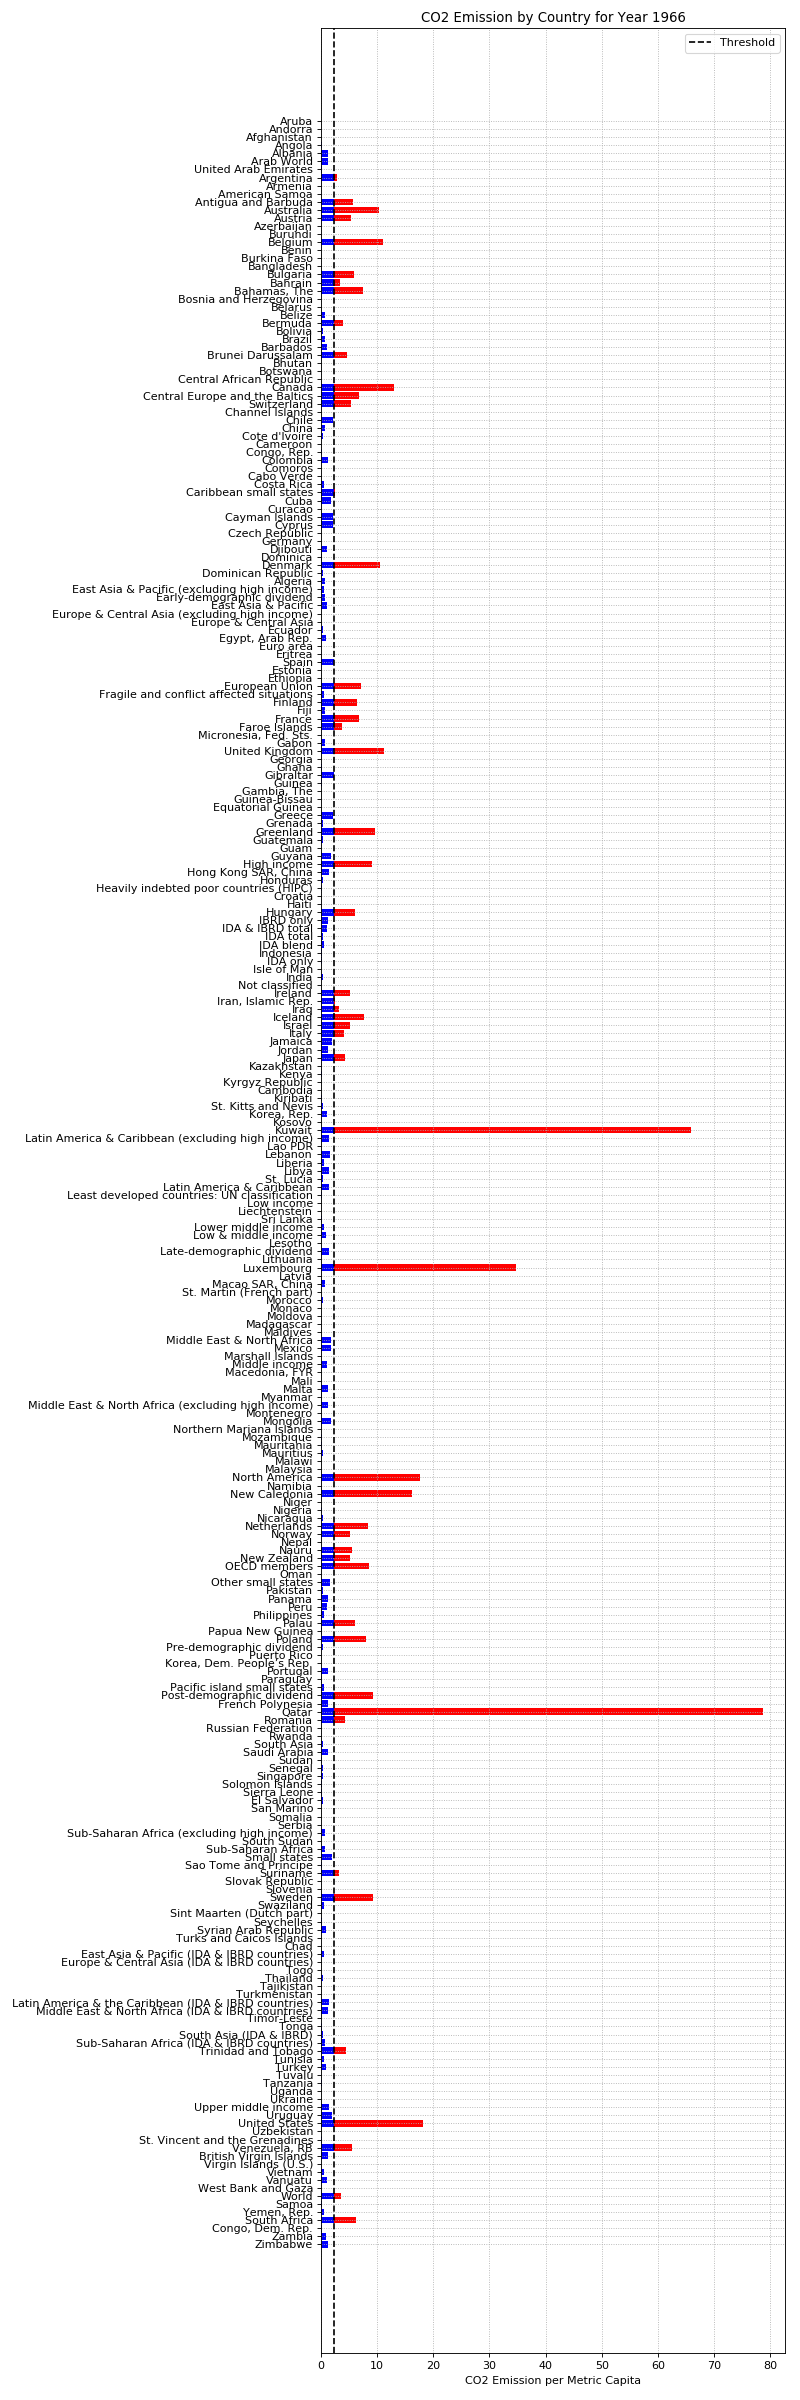 CO2 Emission by Country for Year 1966
Threshold
Aruba
Andorra
Afghanistan
Angola
Albania
Arab World
United Arab Emirates
Argentina
Armenia
American Samoa
Antigua and Barbuda
Australia
Austria
Azerbaijan
Burundi
Belgium
Benin
Burkina Faso
Bangladesh
Bulgaria
Bahrain
Bahamas, The
Bosnia and Herzegovina
Belarus
Belize
Bermuda
Bolivia
Brazil
Barbados
Brunei Darussalam
Bhutan
Botswana
Central African Republic
Canada
Central Europe and the Baltics
Switzerland
Channel Islands
Chile
China
Cote d'Ivoire
Cameroon
Congo, Rep.
Colombia
Comoros
Cabo Verde
Costa Rica
Caribbean small states
Cuba
Curacao
Cayman Islands
Cyprus
Czech Republic
Germany
Djibouti
Dominica
Denmark
Dominican Republic
Algeria
East Asia & Pacific (excluding high income)
Early-demographic dividend
East Asia & Pacific
Europe & Central Asia (excluding high income)
Europe & Central Asia
Ecuador
Egypt, Arab Rep.
Euro area
Eritrea
Spain
Estonia
Ethiopia
European Union
Fragile and conflict affected situations
Finland
Fiji
France
Faroe Islands
Micronesia, Fed. Sts.
Gabon
United Kingdom
Georgia
Ghana
Gibraltar
Guinea
Gambia, The
Guinea-Bissau
Equatorial Guinea
Greece
Grenada
Greenland
Guatemala
Guam
Guyana
High income
Hong Kong SAR, China
Honduras
Heavily indebted poor countries (HIPC)
Croatia
Haiti
Hungary
IBRD only
IDA & IBRD total
IDA total
IDA blend
Indonesia
IDA only
Isle of Man
India
Not classified
Ireland
Iran, Islamic Rep.
Iraq
Iceland
Israel
Italy
Jamaica
Jordan
Japan
Kazakhstan
Kenya
Kyrgyz Republic
Cambodia
Kiribati
St. Kitts and Nevis
Korea, Rep.
Kosovo
Kuwait
Latin America & Caribbean (excluding high income)
Lao PDR
Lebanon
Liberia
Libya
St. Lucia
Latin America & Caribbean
Least developed countries: UN classification
Low income
Liechtenstein
Sri Lanka
Lower middle income
Low & middle income
Lesotho
Late-demographic dividend
Lithuania
Luxembourg
Latvia
Macao SAR, China
St. Martin (French part)
Morocco
Monaco
Moldova
Madagascar
Maldives
Middle East & North Africa
Mexico
Marshall Islands
Middle income
Macedonia, FYR
Mali
Malta
Myanmar
Middle East & North Africa (excluding high income)
Montenegro
Mongolia
Northern Mariana Islands
Mozambique
Mauritania
Mauritius
Malawi
Malaysia
North America
Namibia
New Caledonia
Niger
Nigeria
Nicaragua
Netherlands
Norway
Nepal
Nauru
New Zealand
OECD members
Oman
Other small states
Pakistan
Panama
Peru
Philippines
Palau
Papua New Guinea
Poland
Pre-demographic dividend
Puerto Rico
Korea, Dem. People’s Rep.
Portugal
Paraguay
Pacific island small states
Post-demographic dividend
French Polynesia
Qatar
Romania
Russian Federation
Rwanda
South Asia
Saudi Arabia
Sudan
Senegal
Singapore
Solomon Islands
Sierra Leone
El Salvador
San Marino
Somalia
Serbia
Sub-Saharan Africa (excluding high income)
South Sudan
Sub-Saharan Africa
Small states
Sao Tome and Principe
Suriname
Slovak Republic
Slovenia
Sweden
Swaziland
Sint Maarten (Dutch part)
Seychelles
Syrian Arab Republic
Turks and Caicos Islands
Chad
East Asia & Pacific (IDA & IBRD countries)
Europe & Central Asia (IDA & IBRD countries)
Togo
Thailand
Tajikistan
Turkmenistan
Latin America & the Caribbean (IDA & IBRD countries)
Middle East & North Africa (IDA & IBRD countries)
Timor-Leste
Tonga
South Asia (IDA & IBRD)
Sub-Saharan Africa (IDA & IBRD countries)
Trinidad and Tobago
Tunisia
Turkey
Tuvalu
Tanzania
Uganda
Ukraine
Upper middle income
Uruguay
United States
Uzbekistan
St. Vincent and the Grenadines
Venezuela, RB
British Virgin Islands
Virgin Islands (U.S.)
Vietnam
Vanuatu
West Bank and Gaza
World
Samoa
Yemen, Rep.
South Africa
Congo, Dem. Rep.
Zambia
Zimbabwe
0 10 20 30 40 50 60 70 80
CO2 Emission per Metric Capita